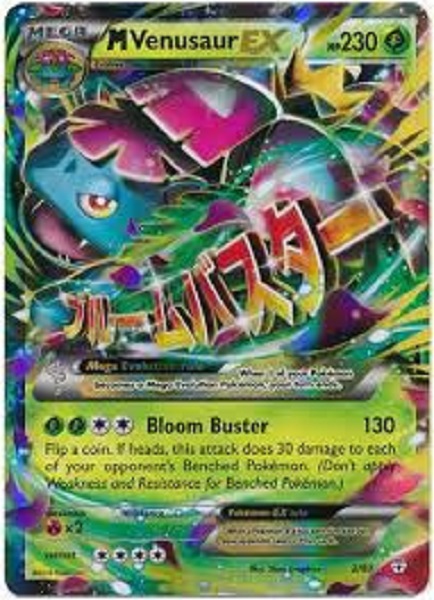 MEGA
M Venusaur EX
HP230
ブルームバスター
Mega Evolution rule
When 1 of your Pokémon
becomes a Mega Evolution Pokémon, your turn ends.
Bloom Buster 130
Flip a coin. If heads, this attack does 30 damage to each
of your opponent's Benched Pokémon. (Don't apply
Weakness and Resistance for Benched Pokémon.)
weakness resistance Pokémon-EX rule
×2
retreat